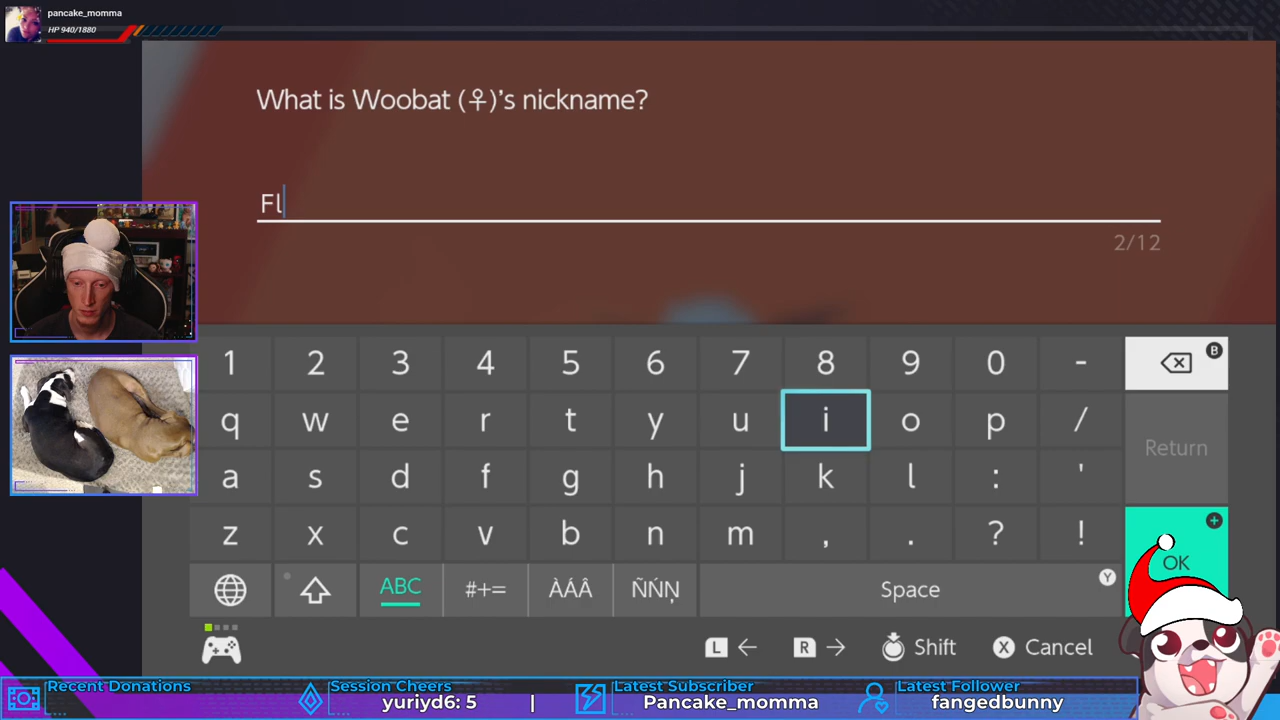 pancake_momma
HP 940/1880
What is Woobat (♀)'s nickname?
Fl
2/12
1 2 3 4 5 6 7 8 9 0 - B
q w e r t y u i o p /
Return
a s d f g h j k l : '
z x c v b n m , . ? ! +
OK
ABC #+= ÀÁÂ ÑŃŅ Space Y
L ← R → Shift X Cancel
Recent Donations Session Cheers Latest Subscriber Latest Follower
yuriyd6: 5 | Pancake_momma fangedbunny